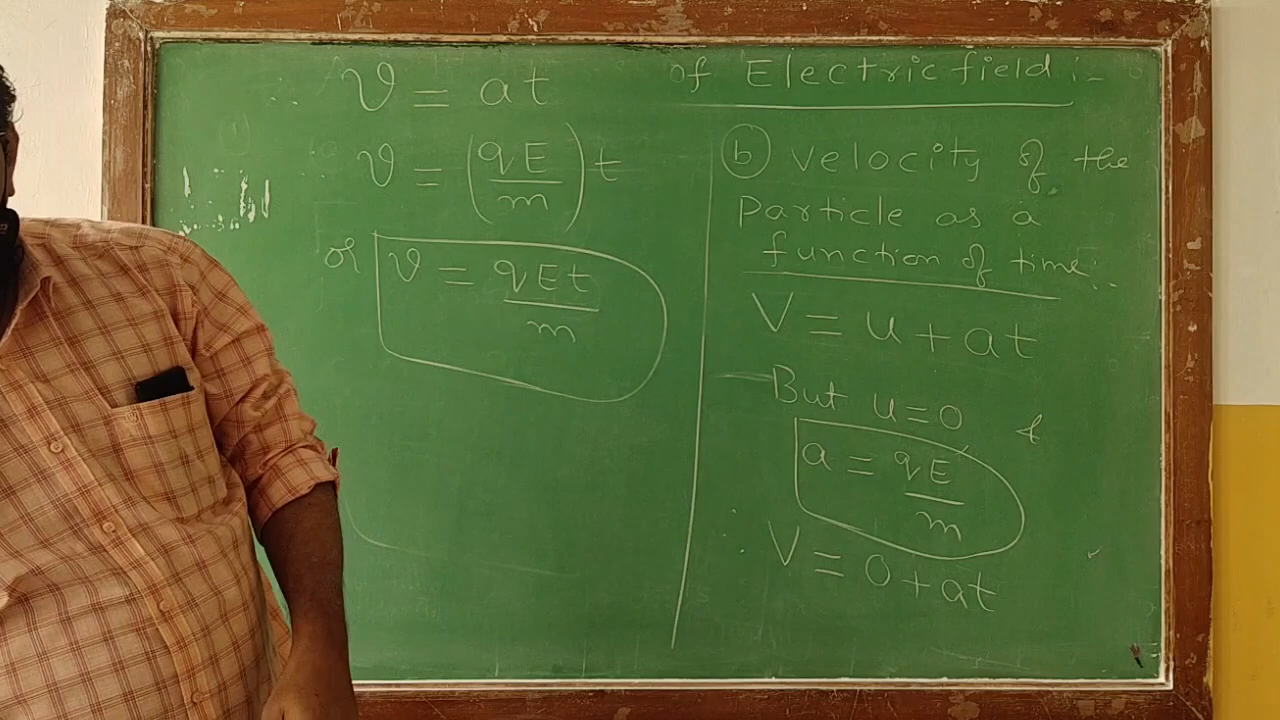 of Electric field :-
(b) velocity of the
Particle as a
function of time:
V = u + at
But u=0 &
a = qE/m
V = 0 + at
v = at
v = (qE/m) t
or v = qEt/m